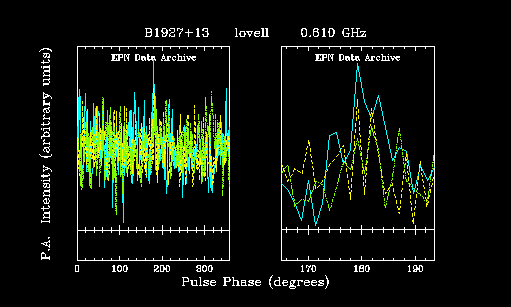 B1927+13 lovell 0.610 GHz
EPN Data Archive EPN Data Archive
P.A. Intensity (arbitrary units)
0 100 200 300 170 180 190
Pulse Phase (degrees)